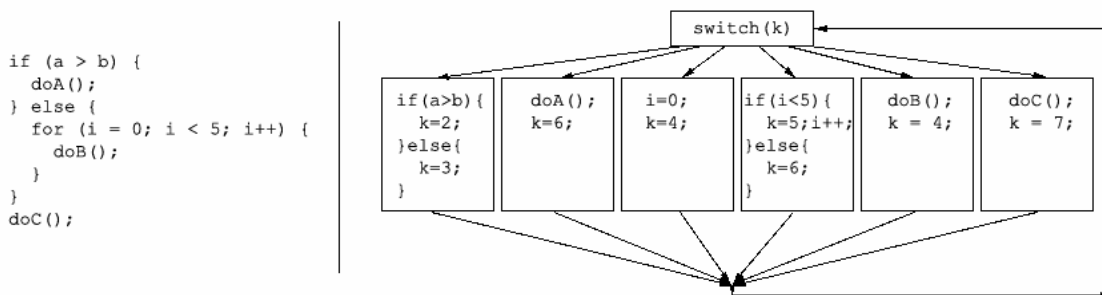 if (a > b) {
doA();
} else {
for (i = 0; i < 5; i++) {
doB();
}
}
doC();
switch(k)
if(a>b){
k=2;
}else{
k=3;
}
doA();
k=6;
i=0;
k=4;
if(i<5){
k=5;i++;
}else{
k=6;
}
doB();
k = 4;
doC();
k = 7;